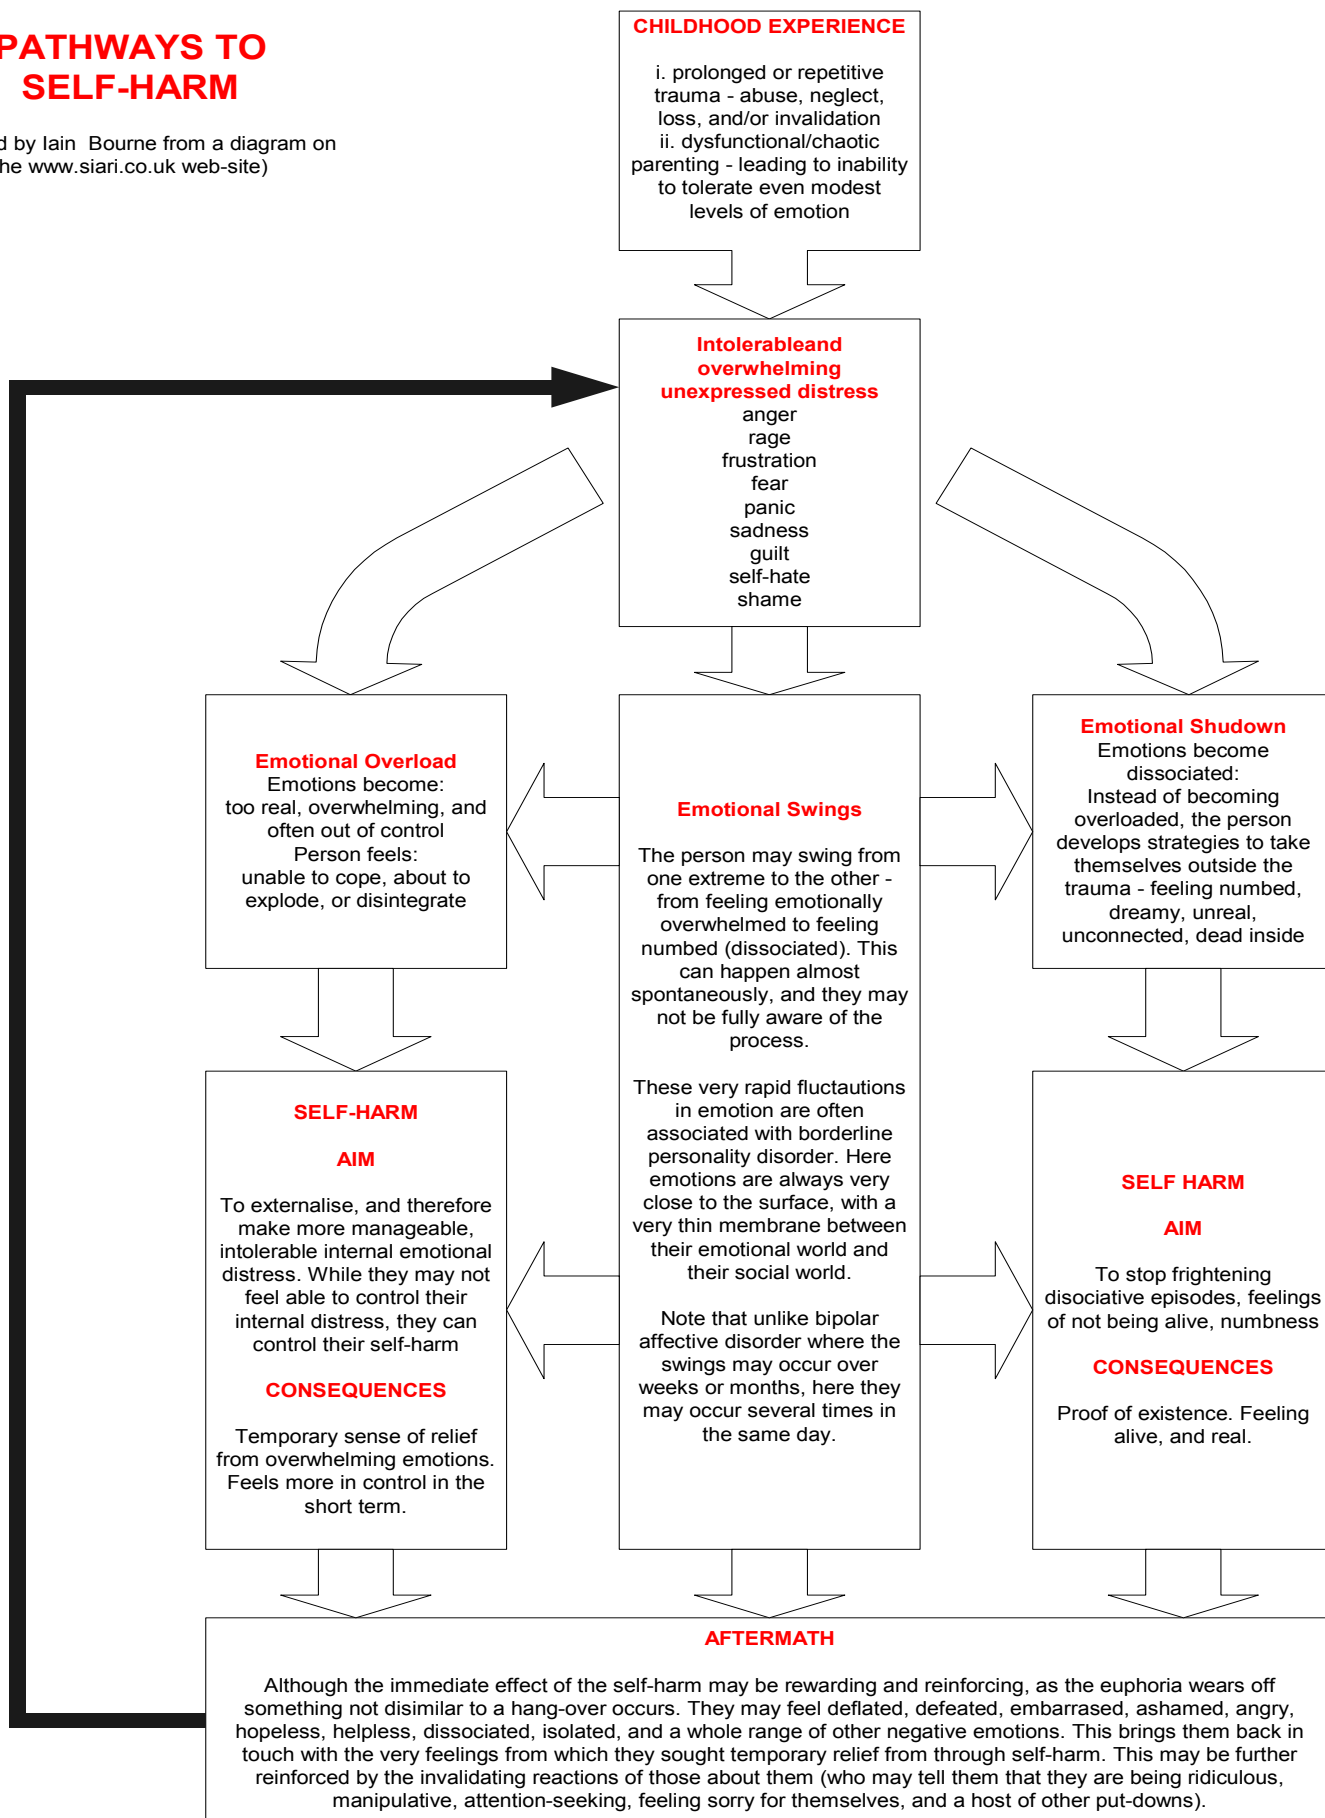 PATHWAYS TO
SELF-HARM
d by Iain Bourne from a diagram on
he www.siari.co.uk web-site)
CHILDHOOD EXPERIENCE
i. prolonged or repetitive
trauma - abuse, neglect,
loss, and/or invalidation
ii. dysfunctional/chaotic
parenting - leading to inability
to tolerate even modest
levels of emotion
Intolerableand
overwhelming
unexpressed distress
anger
rage
frustration
fear
panic
sadness
guilt
self-hate
shame
Emotional Overload
Emotions become:
too real, overwhelming, and
often out of control
Person feels:
unable to cope, about to
explode, or disintegrate
Emotional Swings
The person may swing from
one extreme to the other -
from feeling emotionally
overwhelmed to feeling
numbed (dissociated). This
can happen almost
spontaneously, and they may
not be fully aware of the
process.
These very rapid fluctautions
in emotion are often
associated with borderline
personality disorder. Here
emotions are always very
close to the surface, with a
very thin membrane between
their emotional world and
their social world.
Note that unlike bipolar
affective disorder where the
swings may occur over
weeks or months, here they
may occur several times in
the same day.
Emotional Shudown
Emotions become
dissociated:
Instead of becoming
overloaded, the person
develops strategies to take
themselves outside the
trauma - feeling numbed,
dreamy, unreal,
unconnected, dead inside
SELF-HARM
AIM
To externalise, and therefore
make more manageable,
intolerable internal emotional
distress. While they may not
feel able to control their
internal distress, they can
control their self-harm
CONSEQUENCES
Temporary sense of relief
from overwhelming emotions.
Feels more in control in the
short term.
SELF HARM
AIM
To stop frightening
disociative episodes, feelings
of not being alive, numbness
CONSEQUENCES
Proof of existence. Feeling
alive, and real.
AFTERMATH
Although the immediate effect of the self-harm may be rewarding and reinforcing, as the euphoria wears off
something not disimilar to a hang-over occurs. They may feel deflated, defeated, embarrased, ashamed, angry,
hopeless, helpless, dissociated, isolated, and a whole range of other negative emotions. This brings them back in
touch with the very feelings from which they sought temporary relief from through self-harm. This may be further
reinforced by the invalidating reactions of those about them (who may tell them that they are being ridiculous,
manipulative, attention-seeking, feeling sorry for themselves, and a host of other put-downs).